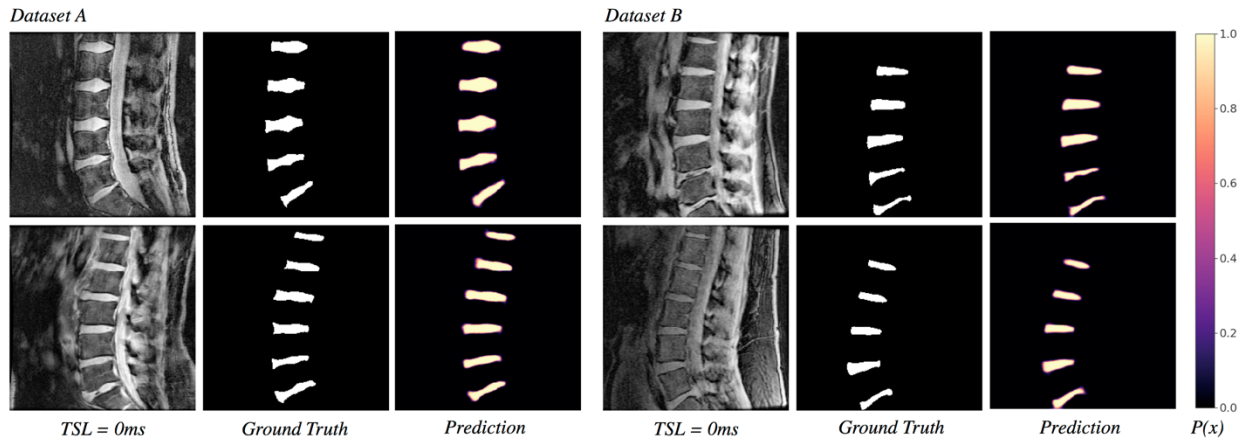 Dataset A
Dataset B
1.0
0.8
0.6
0.4
0.2
0.0
TSL = 0ms
Ground Truth
Prediction
TSL = 0ms
Ground Truth
Prediction
P(x)